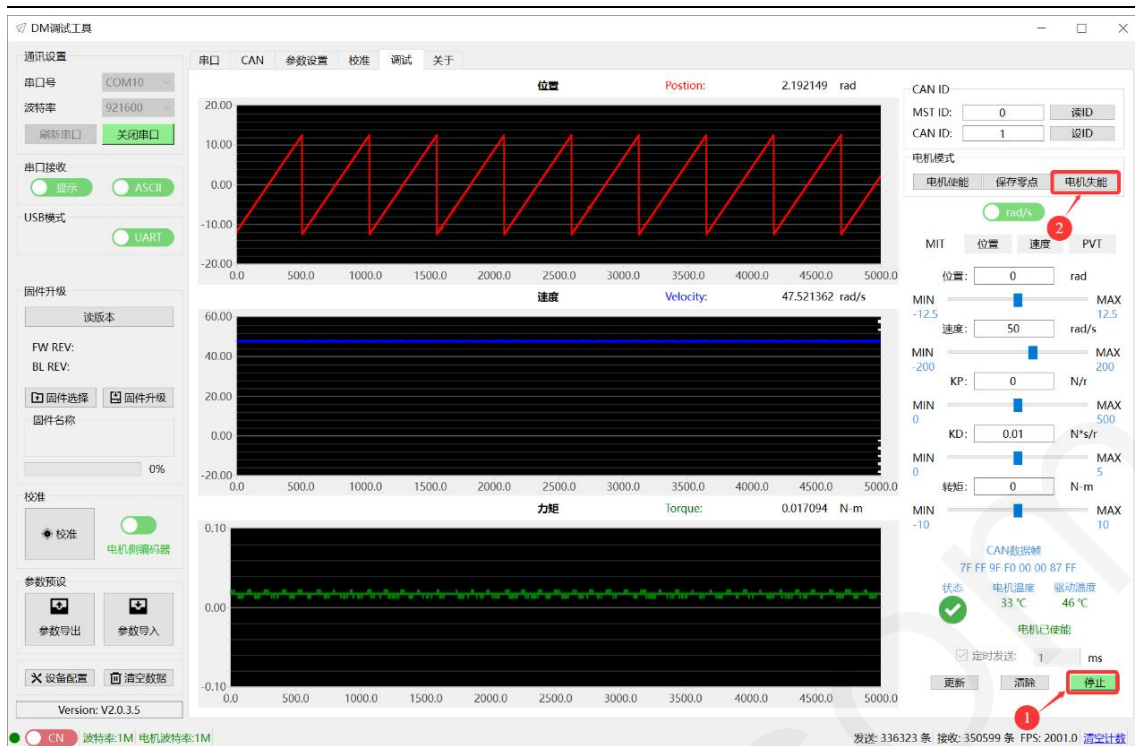 DM调试工具
通讯设置
串口号 COM10
波特率 921600
刷新串口 关闭串口
串口接收
显示 ASCII
USB模式
UART
固件升级
读版本
FW REV:
BL REV:
固件选择 固件升级
固件名称
0%
校准
校准
电机侧编码器
参数预设
参数导出 参数导入
设备配置 清空数据
Version: V2.0.3.5
串口 CAN 参数设置 校准 调试 关于
位置 Postion: 2.192149 rad
20.00
10.00
0.00
-10.00
-20.00
0.0 500.0 1000.0 1500.0 2000.0 2500.0 3000.0 3500.0 4000.0 4500.0 5000.0
速度 Velocity: 47.521362 rad/s
60.00
40.00
20.00
0.00
-20.00
0.0 500.0 1000.0 1500.0 2000.0 2500.0 3000.0 3500.0 4000.0 4500.0 5000.0
力矩 Torque: 0.017094 N-m
0.10
0.00
-0.10
0.0 500.0 1000.0 1500.0 2000.0 2500.0 3000.0 3500.0 4000.0 4500.0 5000.0
CAN ID
MST ID: 0 读ID
CAN ID: 1 设ID
电机模式
电机使能 保存零点 电机失能
rad/s
2
MIT 位置 速度 PVT
位置: 0 rad
MIN MAX
-12.5 12.5
速度: 50 rad/s
MIN MAX
-200 200
KP: 0 N/r
MIN MAX
0 500
KD: 0.01 N*s/r
MIN MAX
0 5
转矩: 0 N-m
MIN MAX
-10 10
CAN数据帧
7F FF 9F F0 00 00 87 FF
状态 电机温度 驱动温度
33 ℃ 46 ℃
电机已使能
定时发送: 1 ms
更新 清除 停止
1
CN 波特率:1M 电机波特率:1M 发送: 336323 条 接收: 350599 条 FPS: 2001.0 清空计数